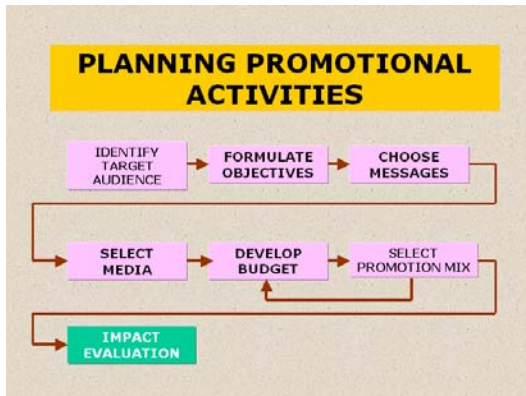 PLANNING PROMOTIONAL
ACTIVITIES
IDENTIFY
TARGET
AUDIENCE
FORMULATE
OBJECTIVES
CHOOSE
MESSAGES
SELECT
MEDIA
DEVELOP
BUDGET
SELECT
PROMOTION MIX
IMPACT
EVALUATION